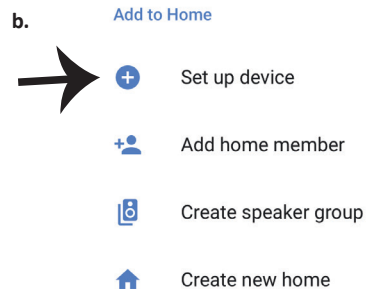 b.
Add to Home
Set up device
Add home member
Create speaker group
Create new home